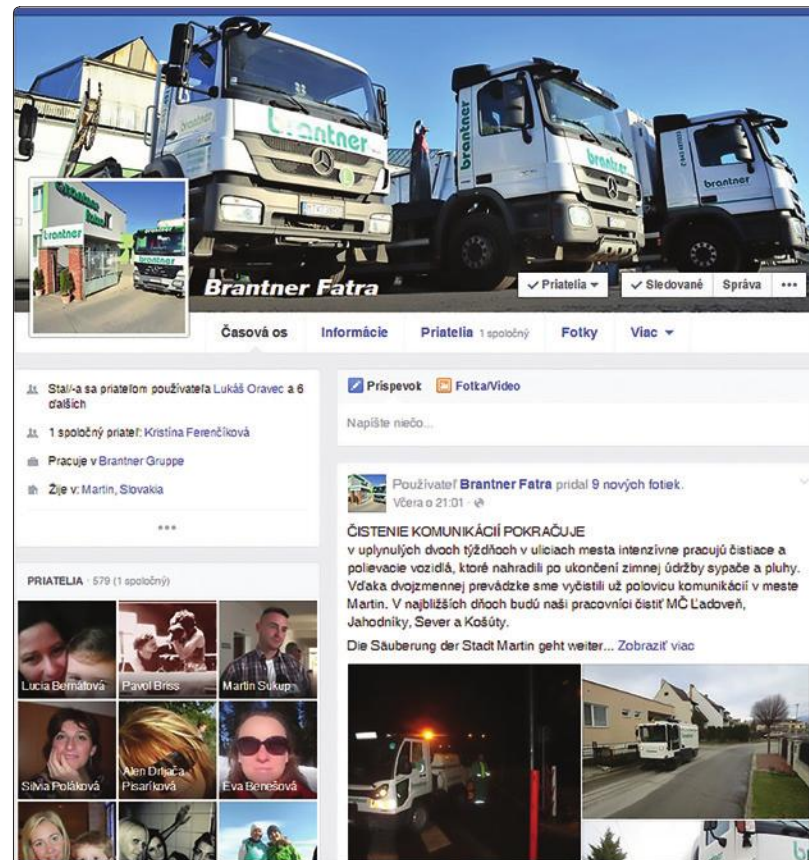 brantner
brantner
brantner
brantner
brantner
Brantner Fatra
Priatelia
Sledované
Správa
Časová os
Informácie
Priatelia 1 spoločný
Fotky
Viac
Stal/-a sa priateľom používateľa Lukáš Oravec a 6
ďalších
1 spoločný priateľ: Kristína Ferenčíková
Pracuje v Brantner Gruppe
Žije v: Martin, Slovakia
PRIATELIA · 579 (1 spoločný)
Lucia Bernátová
Pavol Briss
Martin Sukup
Silvia Poláková
Alen Drljača
Pisaríková
Eva Benešová
Príspevok
Fotka/Video
Napíšte niečo...
Používateľ Brantner Fatra pridal 9 nových fotiek.
Včera o 21:01 ·
ČISTENIE KOMUNIKÁCIÍ POKRAČUJE
v uplynulých dvoch týždňoch v uliciach mesta intenzívne pracujú čistiace a
polievacie vozidlá, ktoré nahradili po ukončení zimnej údržby sypače a pluhy.
Vďaka dvojzmennej prevádzke sme vyčistili už polovicu komunikácií v meste
Martin. V najbližších dňoch budú naši pracovníci čistiť MČ Ľadoveň,
Jahodníky, Sever a Košúty.
Die Säuberung der Stadt Martin geht weiter... Zobraziť viac